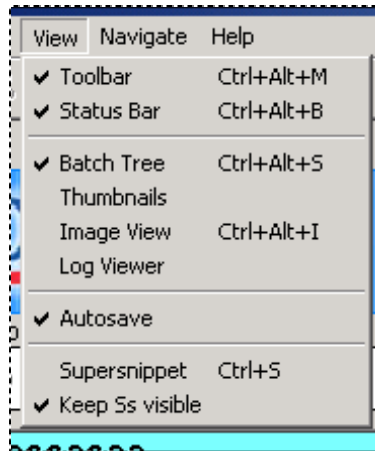 View Navigate Help
Toolbar Ctrl+Alt+M
Status Bar Ctrl+Alt+B
Batch Tree Ctrl+Alt+S
Thumbnails
Image View Ctrl+Alt+I
Log Viewer
Autosave
Supersnippet Ctrl+S
Keep Ss visible